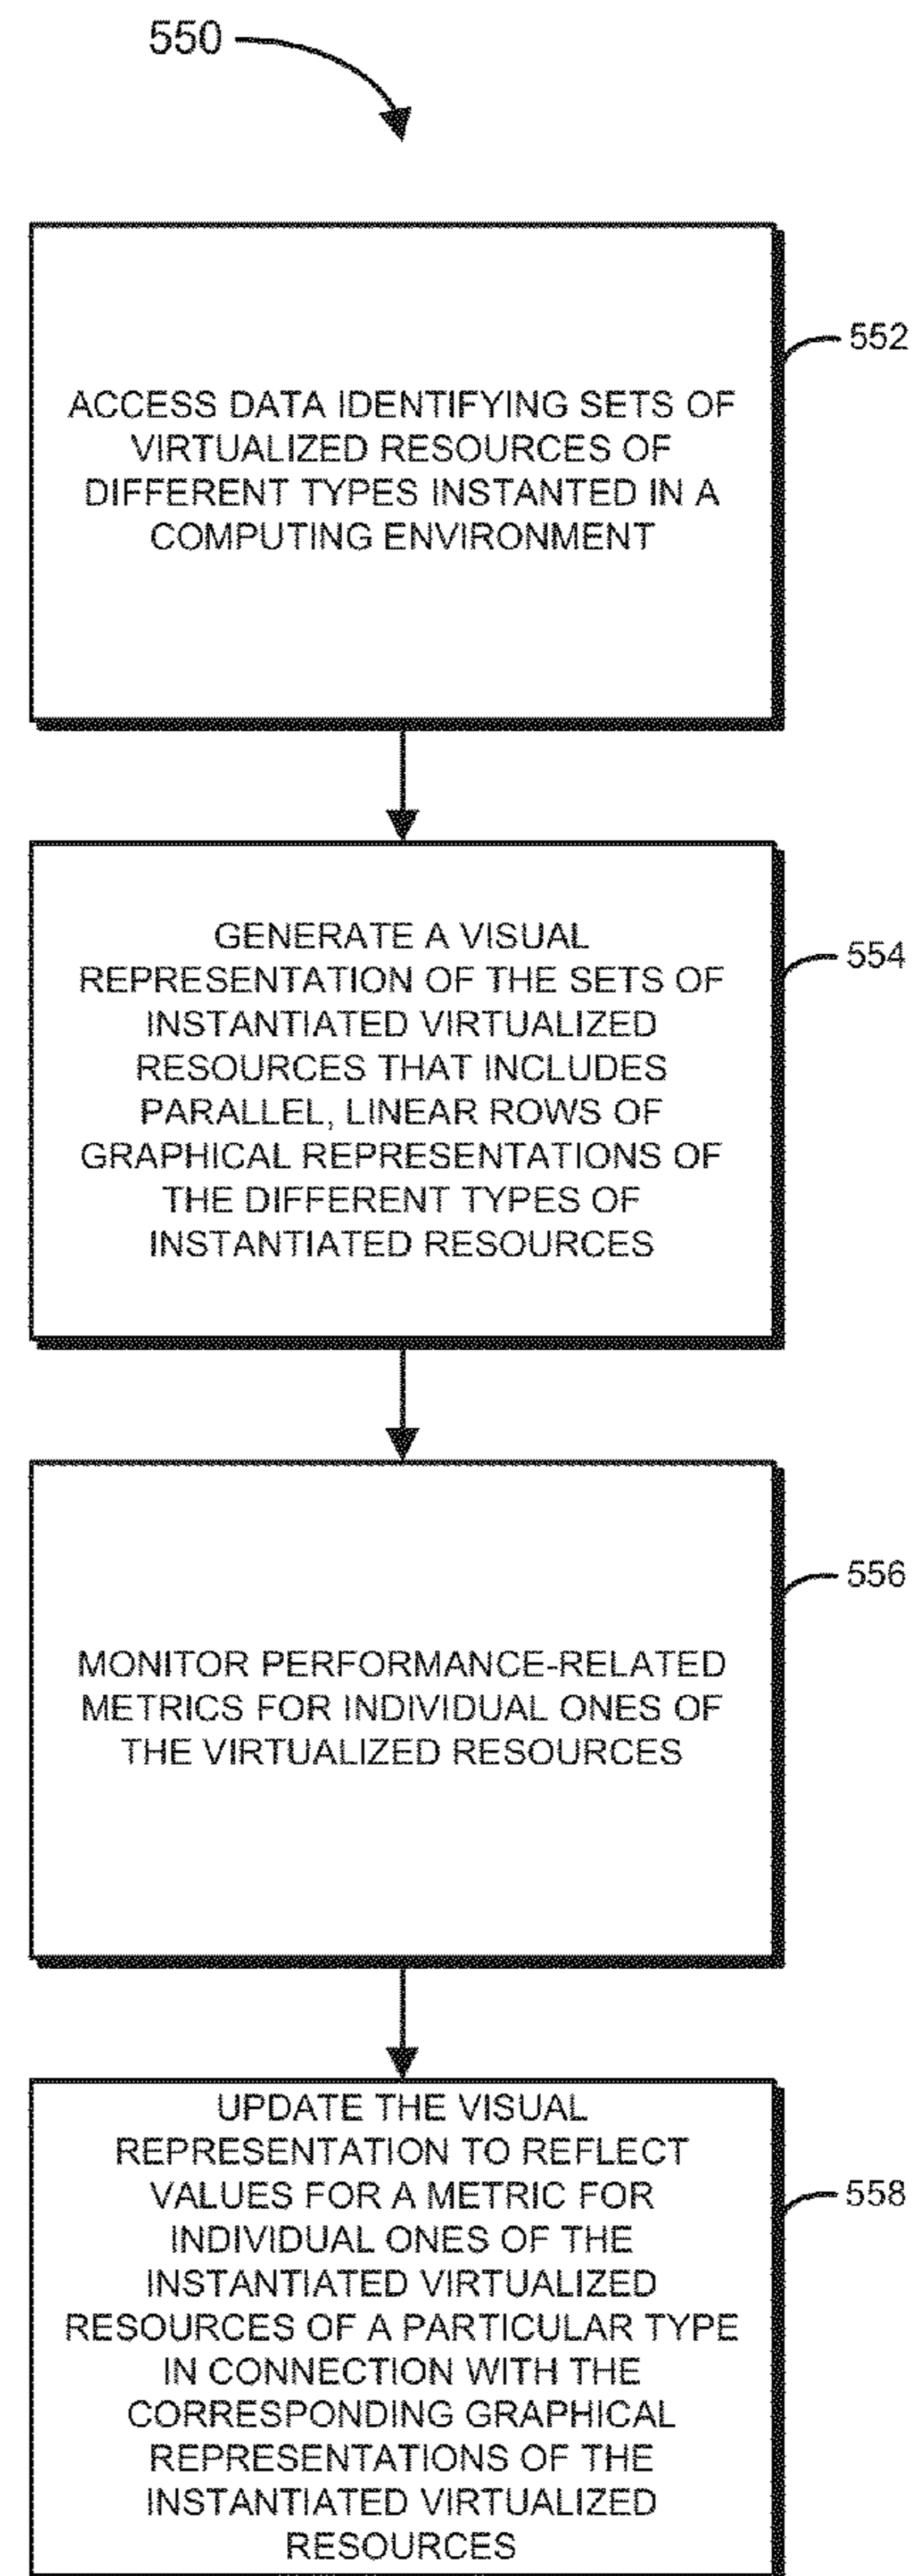 550
ACCESS DATA IDENTIFYING SETS OF
VIRTUALIZED RESOURCES OF
DIFFERENT TYPES INSTANTED IN A
COMPUTING ENVIRONMENT
552
GENERATE A VISUAL
REPRESENTATION OF THE SETS OF
INSTANTIATED VIRTUALIZED
RESOURCES THAT INCLUDES
PARALLEL, LINEAR ROWS OF
GRAPHICAL REPRESENTATIONS OF
THE DIFFERENT TYPES OF
INSTANTIATED RESOURCES
554
MONITOR PERFORMANCE-RELATED
METRICS FOR INDIVIDUAL ONES OF
THE VIRTUALIZED RESOURCES
556
UPDATE THE VISUAL
REPRESENTATION TO REFLECT
VALUES FOR A METRIC FOR
INDIVIDUAL ONES OF THE
INSTANTIATED VIRTUALIZED
RESOURCES OF A PARTICULAR TYPE
IN CONNECTION WITH THE
CORRESPONDING GRAPHICAL
REPRESENTATIONS OF THE
INSTANTIATED VIRTUALIZED
RESOURCES
558